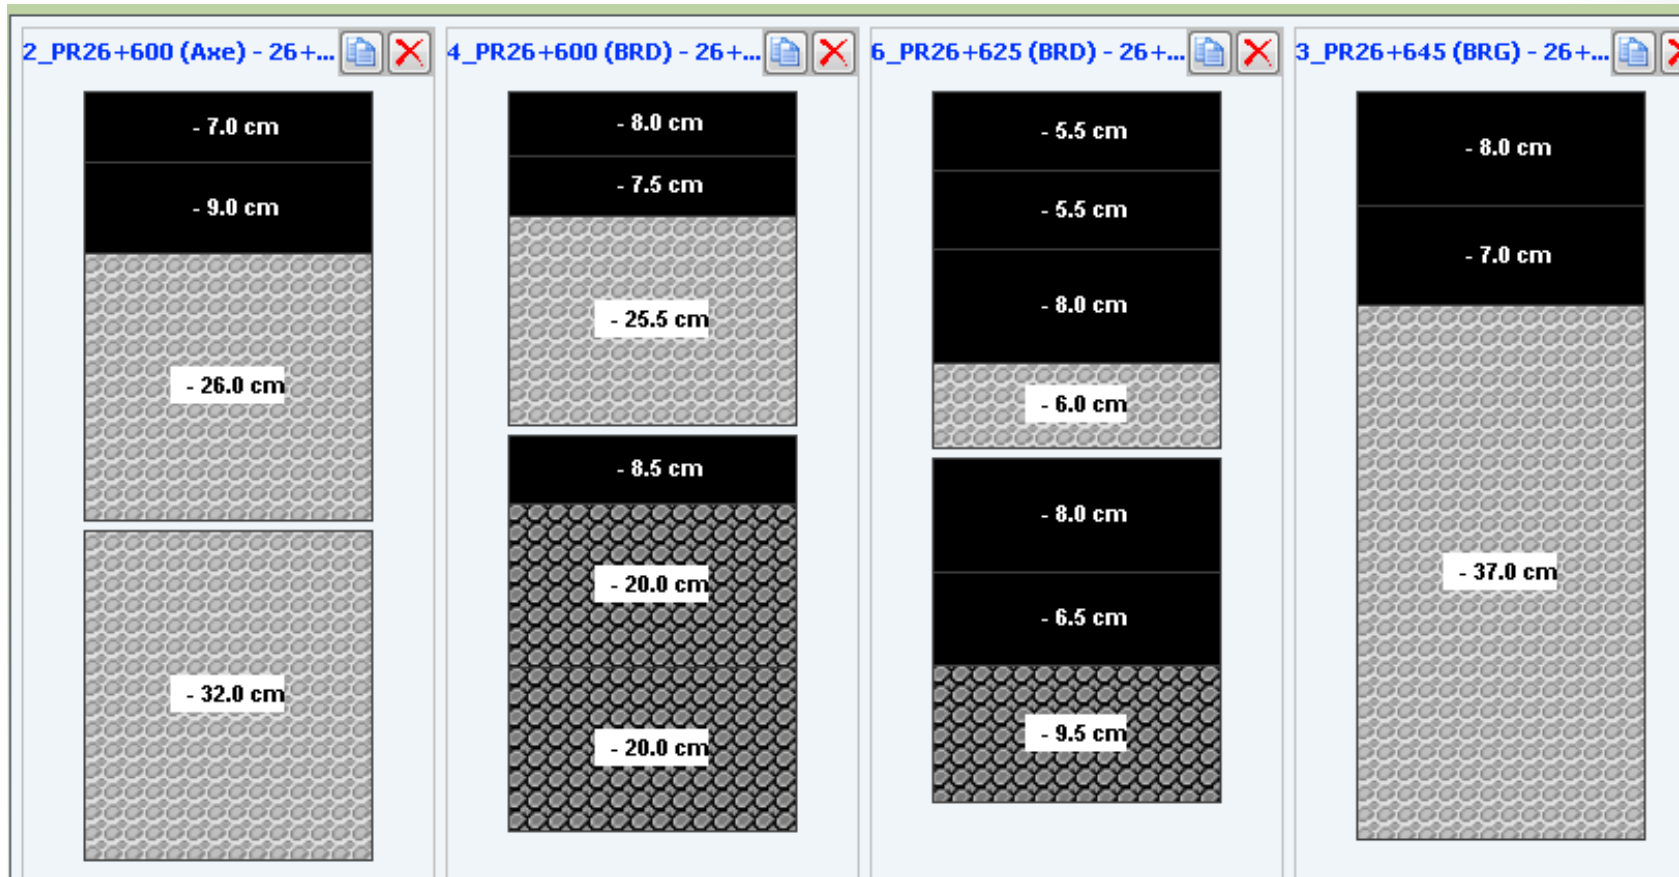 2_PR26+600 (Axe) - 26+...
- 7.0 cm
- 9.0 cm
- 26.0 cm
- 32.0 cm
4_PR26+600 (BRD) - 26+...
- 8.0 cm
- 7.5 cm
- 25.5 cm
- 8.5 cm
- 20.0 cm
- 20.0 cm
6_PR26+625 (BRD) - 26+...
- 5.5 cm
- 5.5 cm
- 8.0 cm
- 6.0 cm
- 8.0 cm
- 6.5 cm
- 9.5 cm
3_PR26+645 (BRG) - 26+...
- 8.0 cm
- 7.0 cm
- 37.0 cm